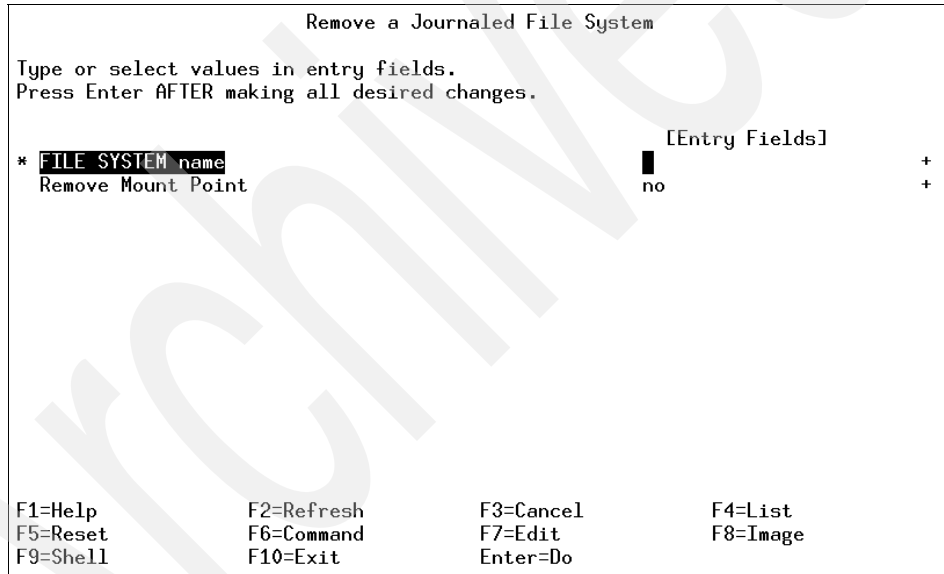 Remove a Journaled File System
Type or select values in entry fields.
Press Enter AFTER making all desired changes.
[Entry Fields]
* FILE SYSTEM name +
Remove Mount Point no +
F1=Help F2=Refresh F3=Cancel F4=List
F5=Reset F6=Command F7=Edit F8=Image
F9=Shell F10=Exit Enter=Do